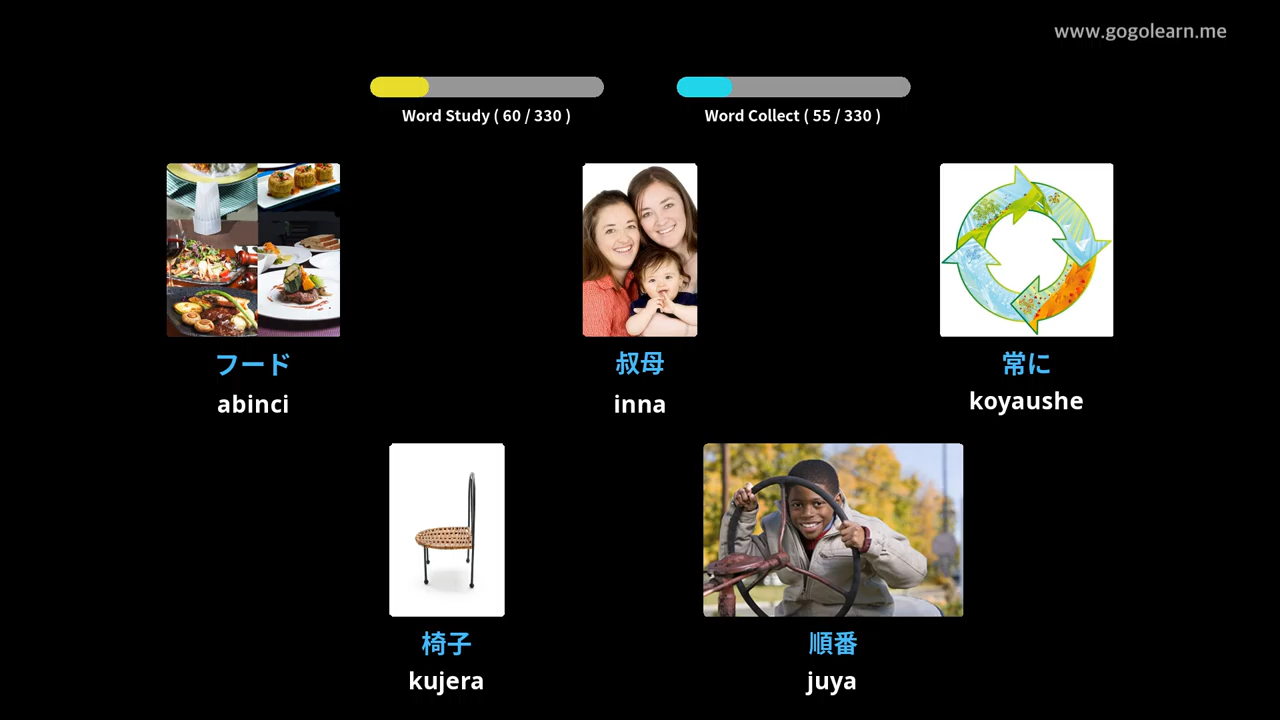 www.gogolearn.me
Word Study ( 60 / 330 )
Word Collect ( 55 / 330 )
フード
abinci
叔母
inna
常に
koyaushe
椅子
kujera
順番
juya